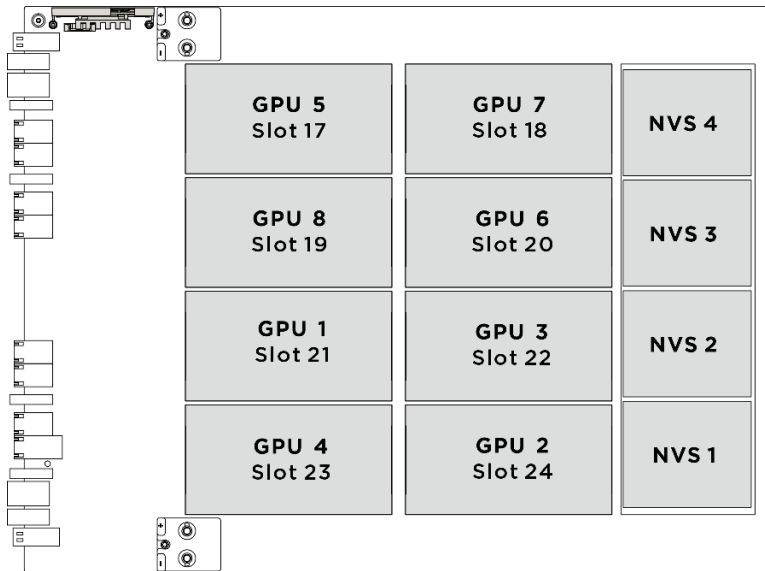 GPU 5
Slot 17
GPU 7
Slot 18
NVS 4
GPU 8
Slot 19
GPU 6
Slot 20
NVS 3
GPU 1
Slot 21
GPU 3
Slot 22
NVS 2
GPU 4
Slot 23
GPU 2
Slot 24
NVS 1